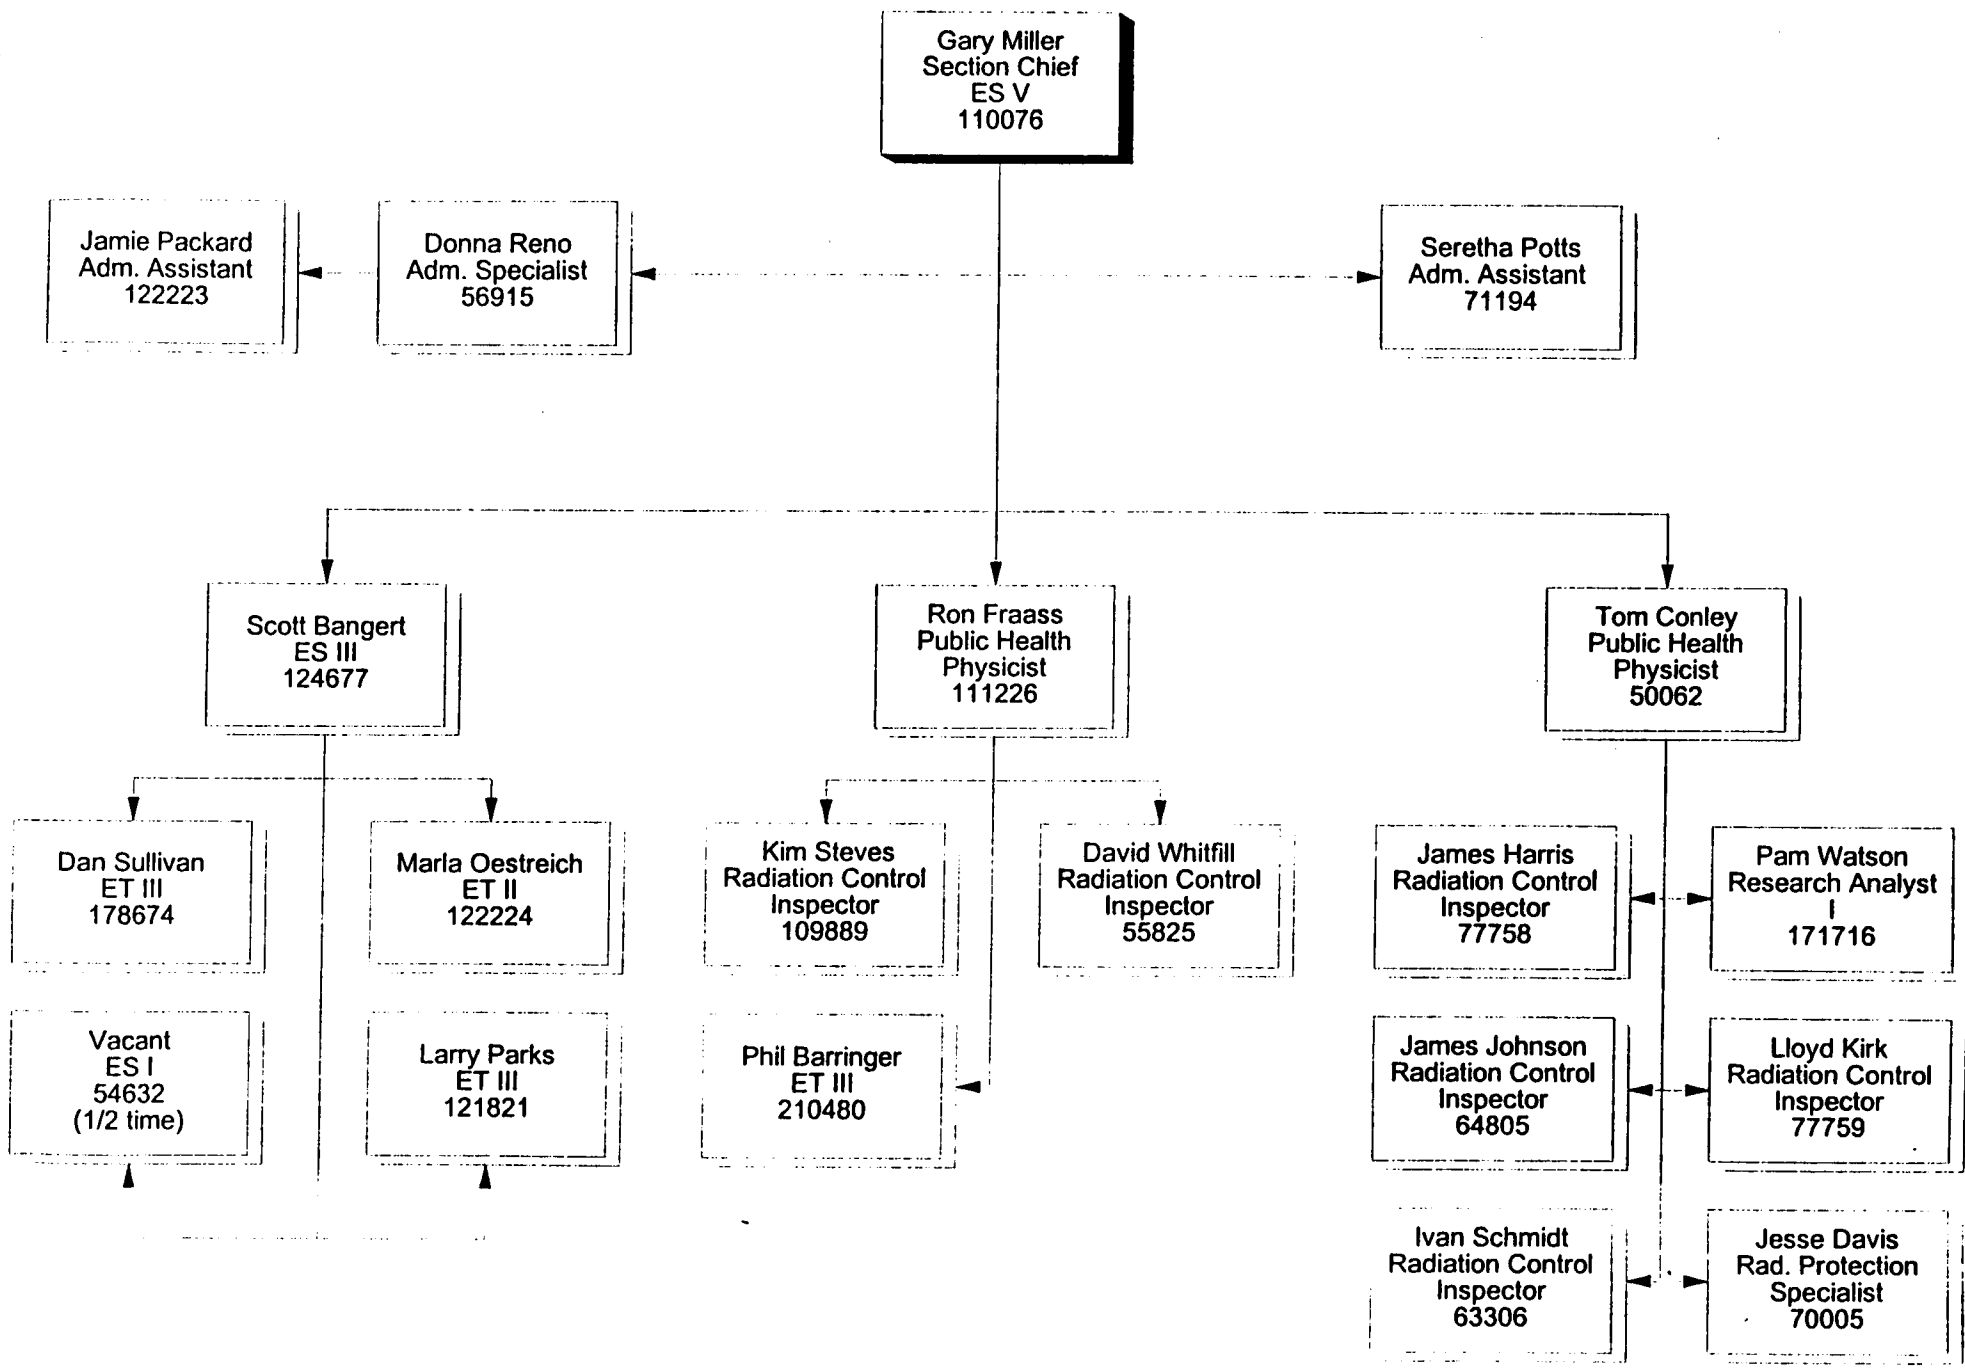 Gary Miller
Section Chief
ES V
110076
Jamie Packard
Adm. Assistant
122223
Donna Reno
Adm. Specialist
56915
Seretha Potts
Adm. Assistant
71194
Scott Bangert
ES III
124677
Ron Fraass
Public Health
Physicist
111226
Tom Conley
Public Health
Physicist
50062
Dan Sullivan
ET III
178674
Marla Oestreich
ET II
122224
Kim Steves
Radiation Control
Inspector
109889
David Whitfill
Radiation Control
Inspector
55825
James Harris
Radiation Control
Inspector
77758
Pam Watson
Research Analyst
I
171716
Vacant
ES I
54632
(1/2 time)
Larry Parks
ET III
121821
Phil Barringer
ET III
210480
James Johnson
Radiation Control
Inspector
64805
Lloyd Kirk
Radiation Control
Inspector
77759
Ivan Schmidt
Radiation Control
Inspector
63306
Jesse Davis
Rad. Protection
Specialist
70005